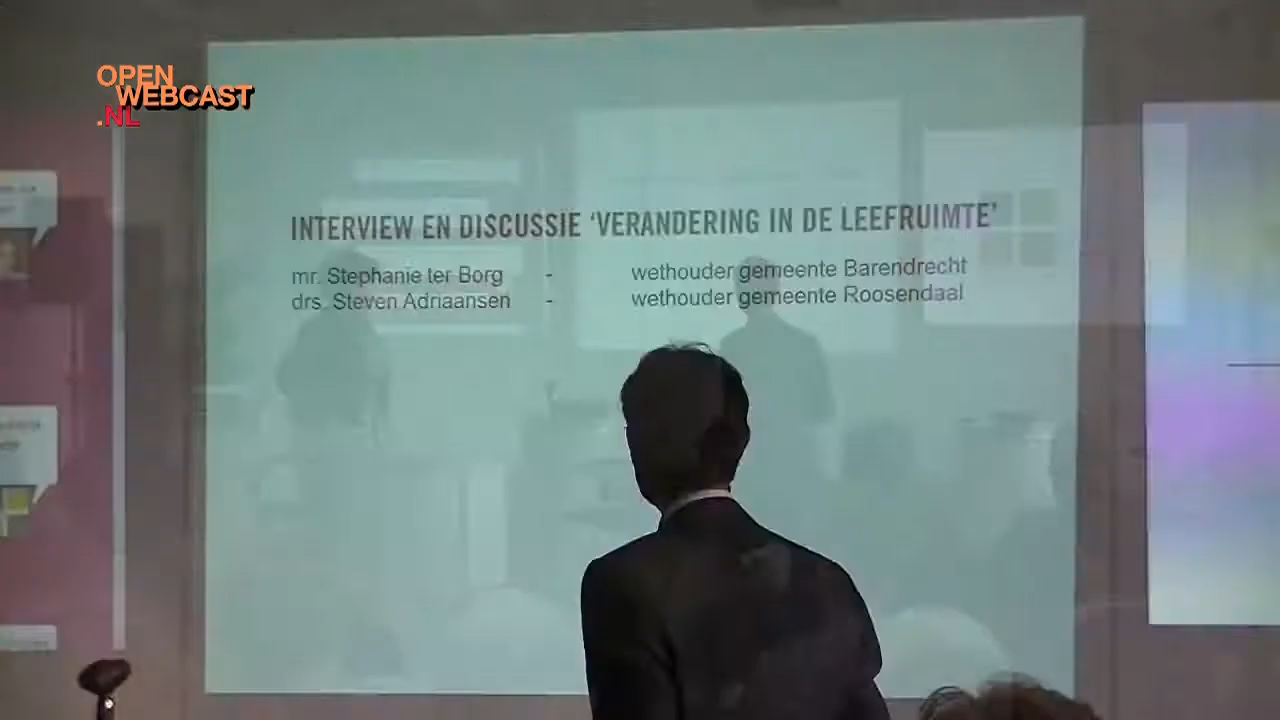 OPEN
WEBCAST
.NL
INTERVIEW EN DISCUSSIE ‘VERANDERING IN DE LEEFRUIMTE’
mr. Stephanie ter Borg - wethouder gemeente Barendrecht
drs. Steven Adriaansen - wethouder gemeente Roosendaal